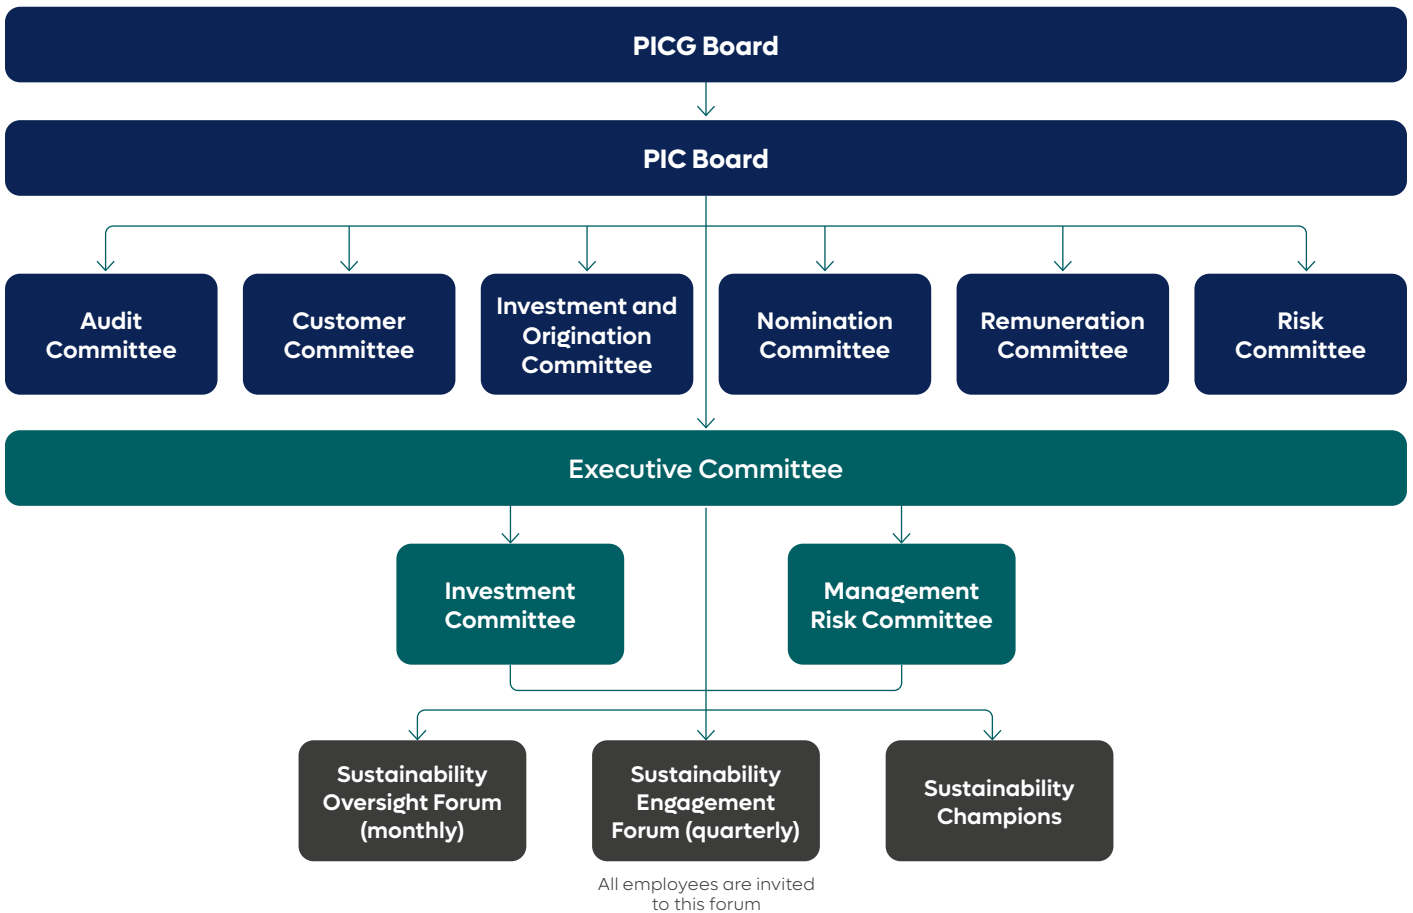 PICG Board
PIC Board
Audit
Committee
Customer
Committee
Investment and
Origination
Committee
Nomination
Committee
Remuneration
Committee
Risk
Committee
Executive Committee
Investment
Committee
Management
Risk Committee
Sustainability
Oversight Forum
(monthly)
Sustainability
Engagement
Forum (quarterly)
Sustainability
Champions
All employees are invited
to this forum